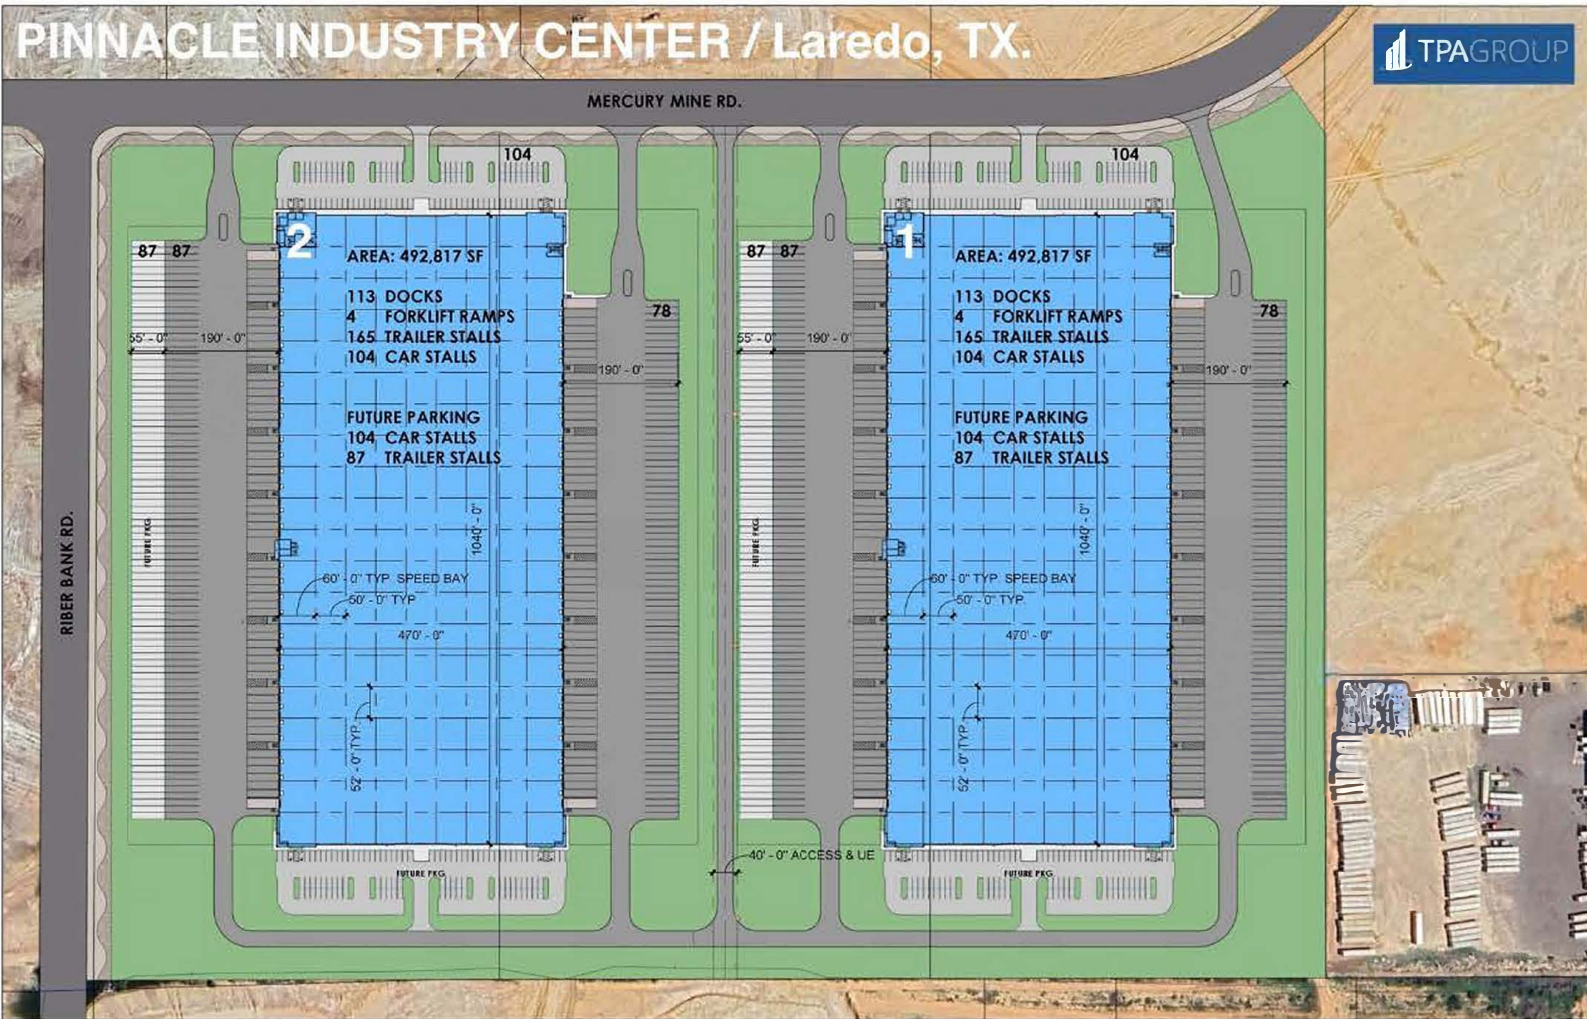 PINNACLE INDUSTRY CENTER / Laredo, TX.
TPAGROUP
MERCURY MINE RD.
RIBER BANK RD.
104
2
AREA: 492,817 SF
113 DOCKS
4 FORKLIFT RAMPS
165 TRAILER STALLS
104 CAR STALLS
FUTURE PARKING
104 CAR STALLS
87 TRAILER STALLS
87 87
55' - 0"
190' - 0"
78
190' - 0"
FUTURE PKG.
1040' - 0"
60' - 0" TYP. SPEED BAY
50' - 0" TYP.
470' - 0"
52' - 0" TYP.
FUTURE PKG.
40' - 0" ACCESS & UE
104
1
AREA: 492,817 SF
113 DOCKS
4 FORKLIFT RAMPS
165 TRAILER STALLS
104 CAR STALLS
FUTURE PARKING
104 CAR STALLS
87 TRAILER STALLS
87 87
55' - 0"
190' - 0"
78
190' - 0"
FUTURE PKG.
1040' - 0"
60' - 0" TYP. SPEED BAY
50' - 0" TYP.
470' - 0"
52' - 0" TYP.
FUTURE PKG.